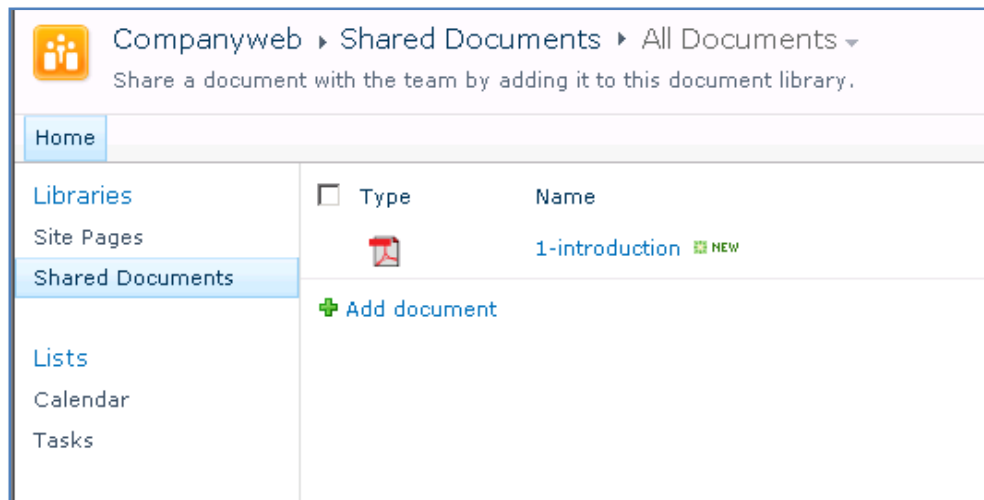 Companyweb ▸ Shared Documents ▸ All Documents
Share a document with the team by adding it to this document library.
Home
Libraries
Site Pages
Shared Documents
Lists
Calendar
Tasks
Type Name
1-introduction NEW
Add document